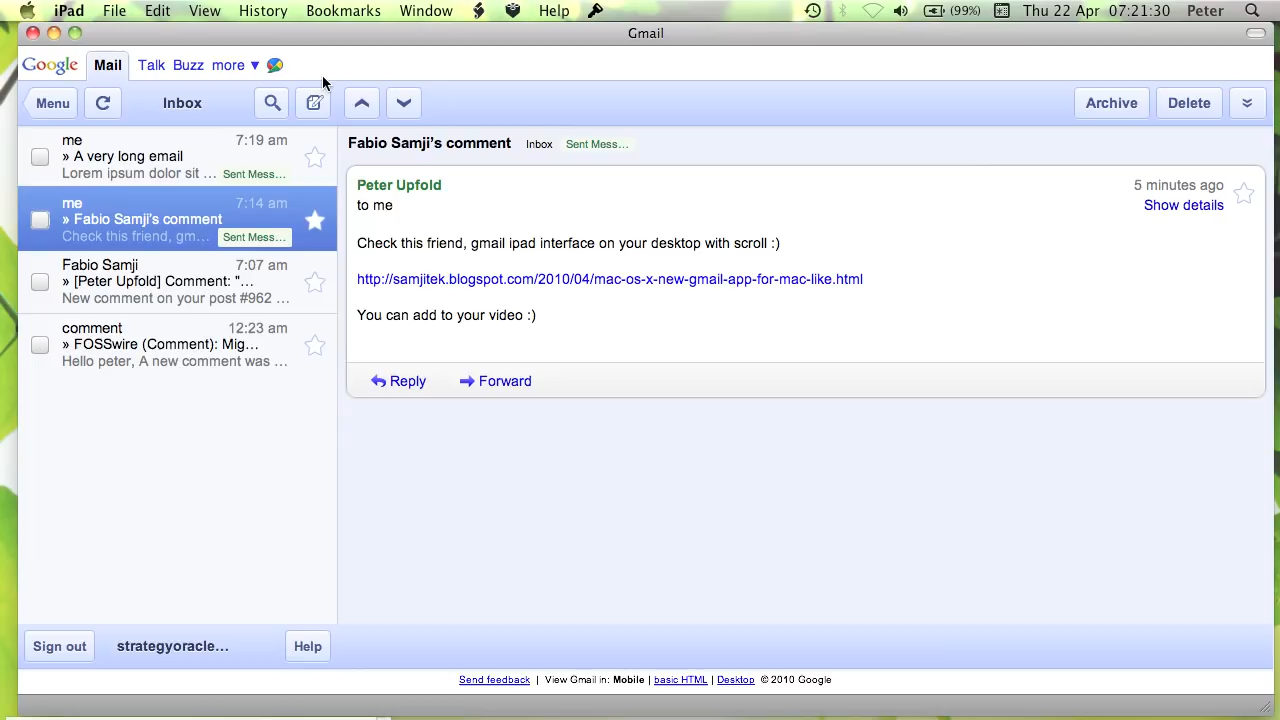 iPad File Edit View History Bookmarks Window Help (99%) Thu 22 Apr 07:21:30 Peter
Gmail
Google Mail Talk Buzz more ▼
Menu Inbox Archive Delete
me 7:19 am
» A very long email
Lorem ipsum dolor sit ... Sent Mess...
me 7:14 am
» Fabio Samji's comment
Check this friend, gm... Sent Mess...
Fabio Samji 7:07 am
» [Peter Upfold] Comment: "...
New comment on your post #962 ...
comment 12:23 am
» FOSSwire (Comment): Mig...
Hello peter, A new comment was ...
Fabio Samji's comment Inbox Sent Mess...
Peter Upfold 5 minutes ago
to me Show details
Check this friend, gmail ipad interface on your desktop with scroll :)
http://samjitek.blogspot.com/2010/04/mac-os-x-new-gmail-app-for-mac-like.html
You can add to your video :)
Reply Forward
Sign out strategyoracle... Help
Send feedback | View Gmail in: Mobile | basic HTML | Desktop © 2010 Google